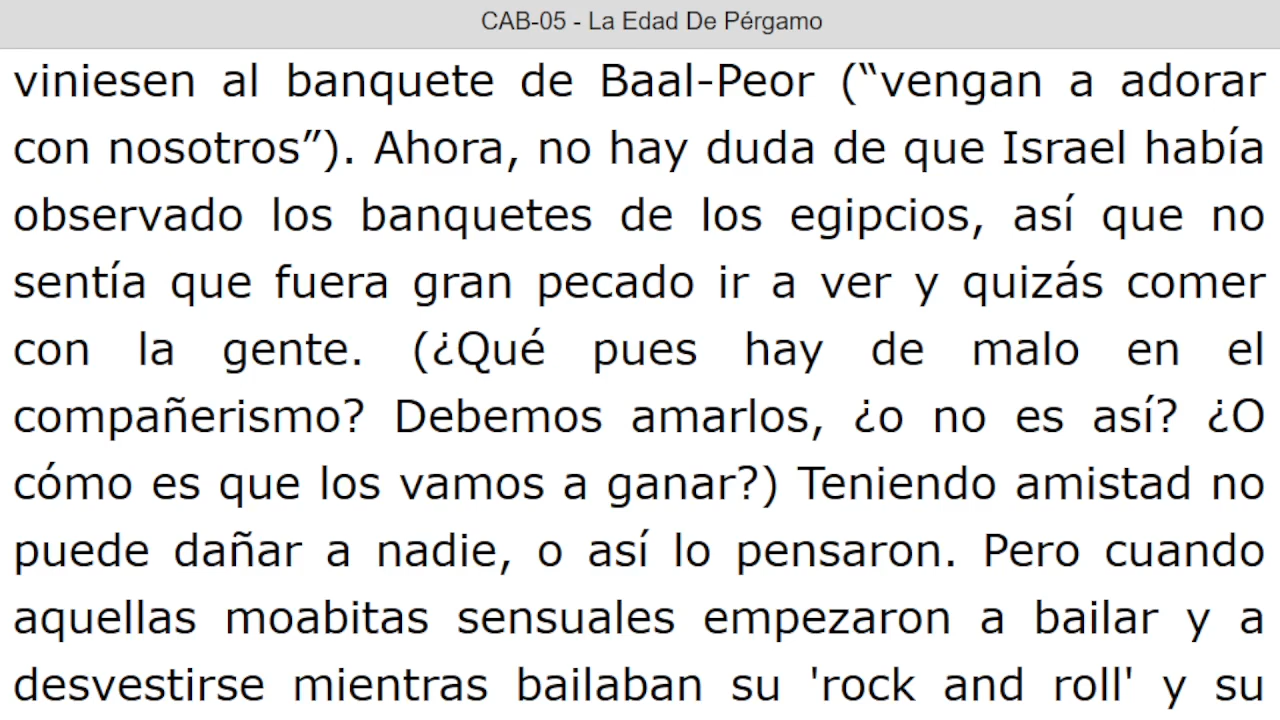 CAB-05 - La Edad De Pérgamo
viniesen al banquete de Baal-Peor (“vengan a adorar
con nosotros”). Ahora, no hay duda de que Israel había
observado los banquetes de los egipcios, así que no
sentía que fuera gran pecado ir a ver y quizás comer
con la gente. (¿Qué pues hay de malo en el
compañerismo? Debemos amarlos, ¿o no es así? ¿O
cómo es que los vamos a ganar?) Teniendo amistad no
puede dañar a nadie, o así lo pensaron. Pero cuando
aquellas moabitas sensuales empezaron a bailar y a
desvestirse mientras bailaban su 'rock and roll' y su